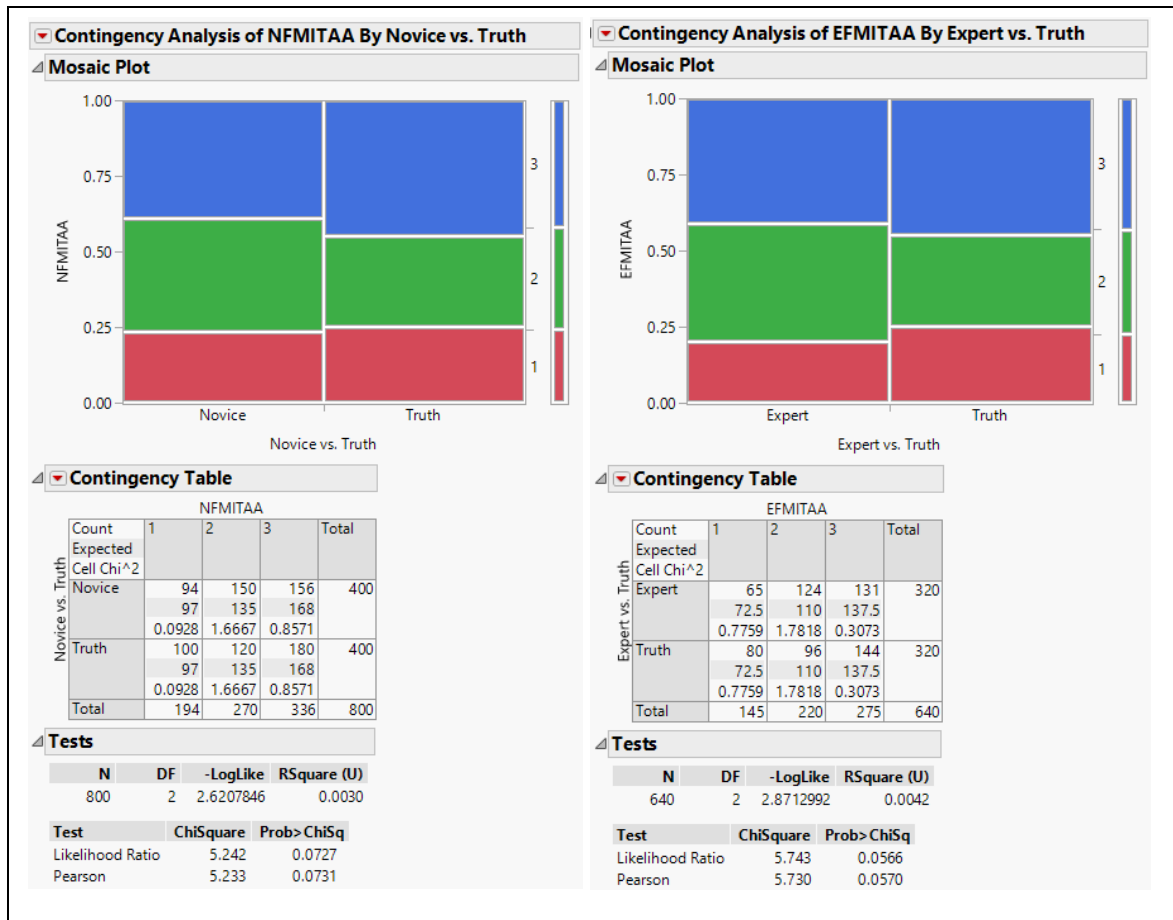 Contingency Analysis of NFMITAA By Novice vs. Truth
Mosaic Plot
1.00
0.75
0.50
0.25
0.00
NFMITAA
3
2
1
Novice Truth
Novice vs. Truth
Contingency Table
NFMITAA
Novice vs. Truth
Count 1 2 3 Total
Expected
Cell Chi^2
Novice 94 150 156 400
97 135 168
0.0928 1.6667 0.8571
Truth 100 120 180 400
97 135 168
0.0928 1.6667 0.8571
Total 194 270 336 800
Tests
N DF -LogLike RSquare (U)
800 2 2.6207846 0.0030
Test ChiSquare Prob>ChiSq
Likelihood Ratio 5.242 0.0727
Pearson 5.233 0.0731
Contingency Analysis of EFMITAA By Expert vs. Truth
Mosaic Plot
1.00
0.75
0.50
0.25
0.00
EFMITAA
3
2
1
Expert Truth
Expert vs. Truth
Contingency Table
EFMITAA
Expert vs. Truth
Count 1 2 3 Total
Expected
Cell Chi^2
Expert 65 124 131 320
72.5 110 137.5
0.7759 1.7818 0.3073
Truth 80 96 144 320
72.5 110 137.5
0.7759 1.7818 0.3073
Total 145 220 275 640
Tests
N DF -LogLike RSquare (U)
640 2 2.8712992 0.0042
Test ChiSquare Prob>ChiSq
Likelihood Ratio 5.743 0.0566
Pearson 5.730 0.0570